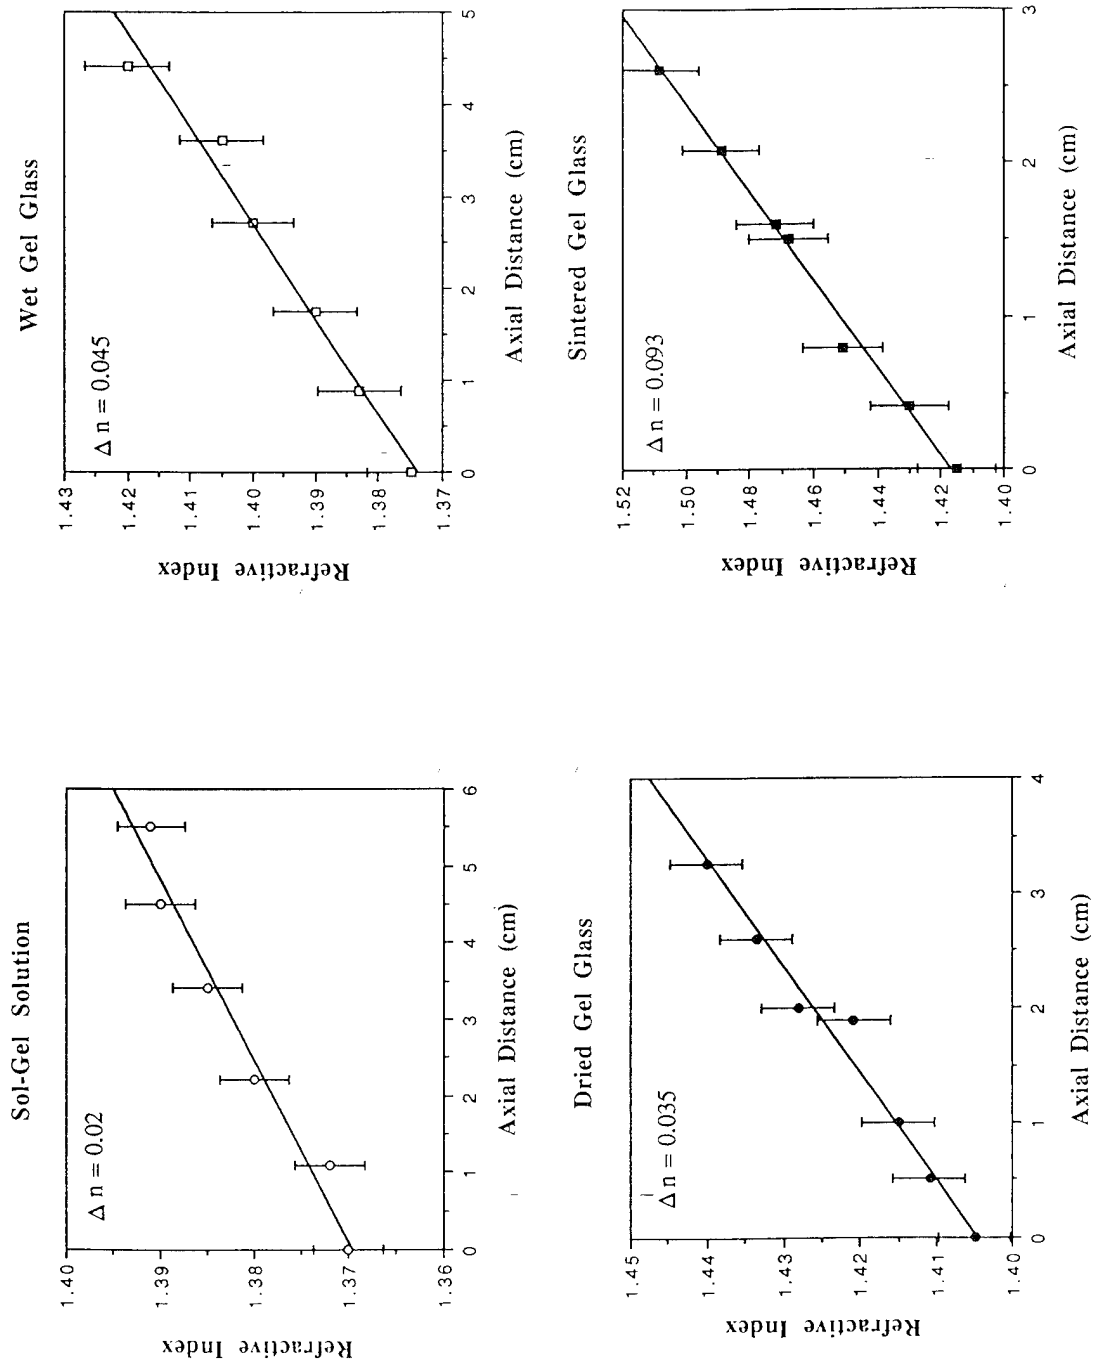 Sol-Gel Solution
Δn = 0.02
Refractive Index
1.40
1.39
1.38
1.37
1.36
0 1 2 3 4 5 6
Axial Distance (cm)
Wet Gel Glass
Δn = 0.045
Refractive Index
1.43
1.42
1.41
1.40
1.39
1.38
1.37
0 1 2 3 4 5
Axial Distance (cm)
Dried Gel Glass
Δn = 0.035
Refractive Index
1.45
1.44
1.43
1.42
1.41
1.40
0 1 2 3 4
Axial Distance (cm)
Sintered Gel Glass
Δn = 0.093
Refractive Index
1.52
1.50
1.48
1.46
1.44
1.42
1.40
0 1 2 3
Axial Distance (cm)